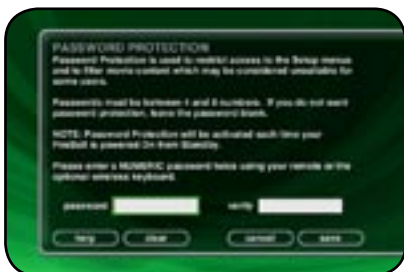 PASSWORD PROTECTION
Password Protection is used to restrict access to the Setup menus
and to filter movie content which may be considered unsuitable for
some users.
Passwords must be between 4 and 8 numbers. If you do not want
password protection, leave the password blank.
NOTE: Password Protection will be activated each time your
FireBall is powered On from Standby.
Please enter a NUMERIC password twice using your remote or the
optional wireless keyboard.
password verify
help clear cancel save